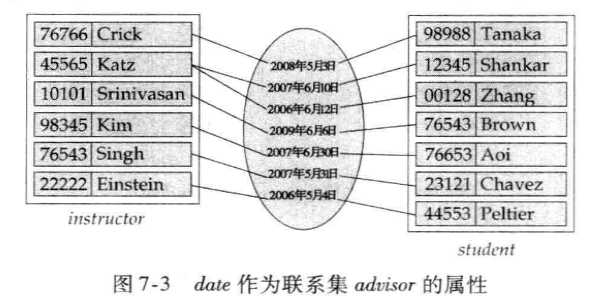 76766 Crick
45565 Katz
10101 Srinivasan
98345 Kim
76543 Singh
22222 Einstein
instructor
2008年5月3日
2007年6月10日
2006年6月12日
2009年6月6日
2007年6月30日
2007年5月31日
2006年5月4日
98988 Tanaka
12345 Shankar
00128 Zhang
76543 Brown
76653 Aoi
23121 Chavez
44553 Peltier
student
图 7-3 date 作为联系集 advisor 的属性